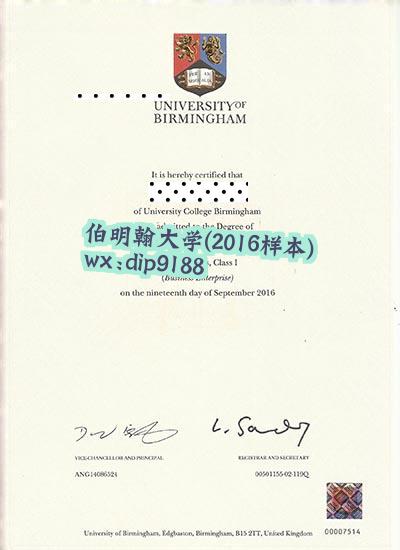 UNIVERSITY OF
BIRMINGHAM
It is hereby certified that
of University College Birmingham
admitted to the Degree of
伯明翰大学(2016样本)
wx:dip9188
, Class I
(Business Enterprise)
on the nineteenth day of September 2016
VICE-CHANCELLOR AND PRINCIPAL
REGISTRAR AND SECRETARY
ANG14086524
00501155-02-119Q
University of Birmingham, Edgbaston, Birmingham, B15 2TT, United Kingdom
00007514